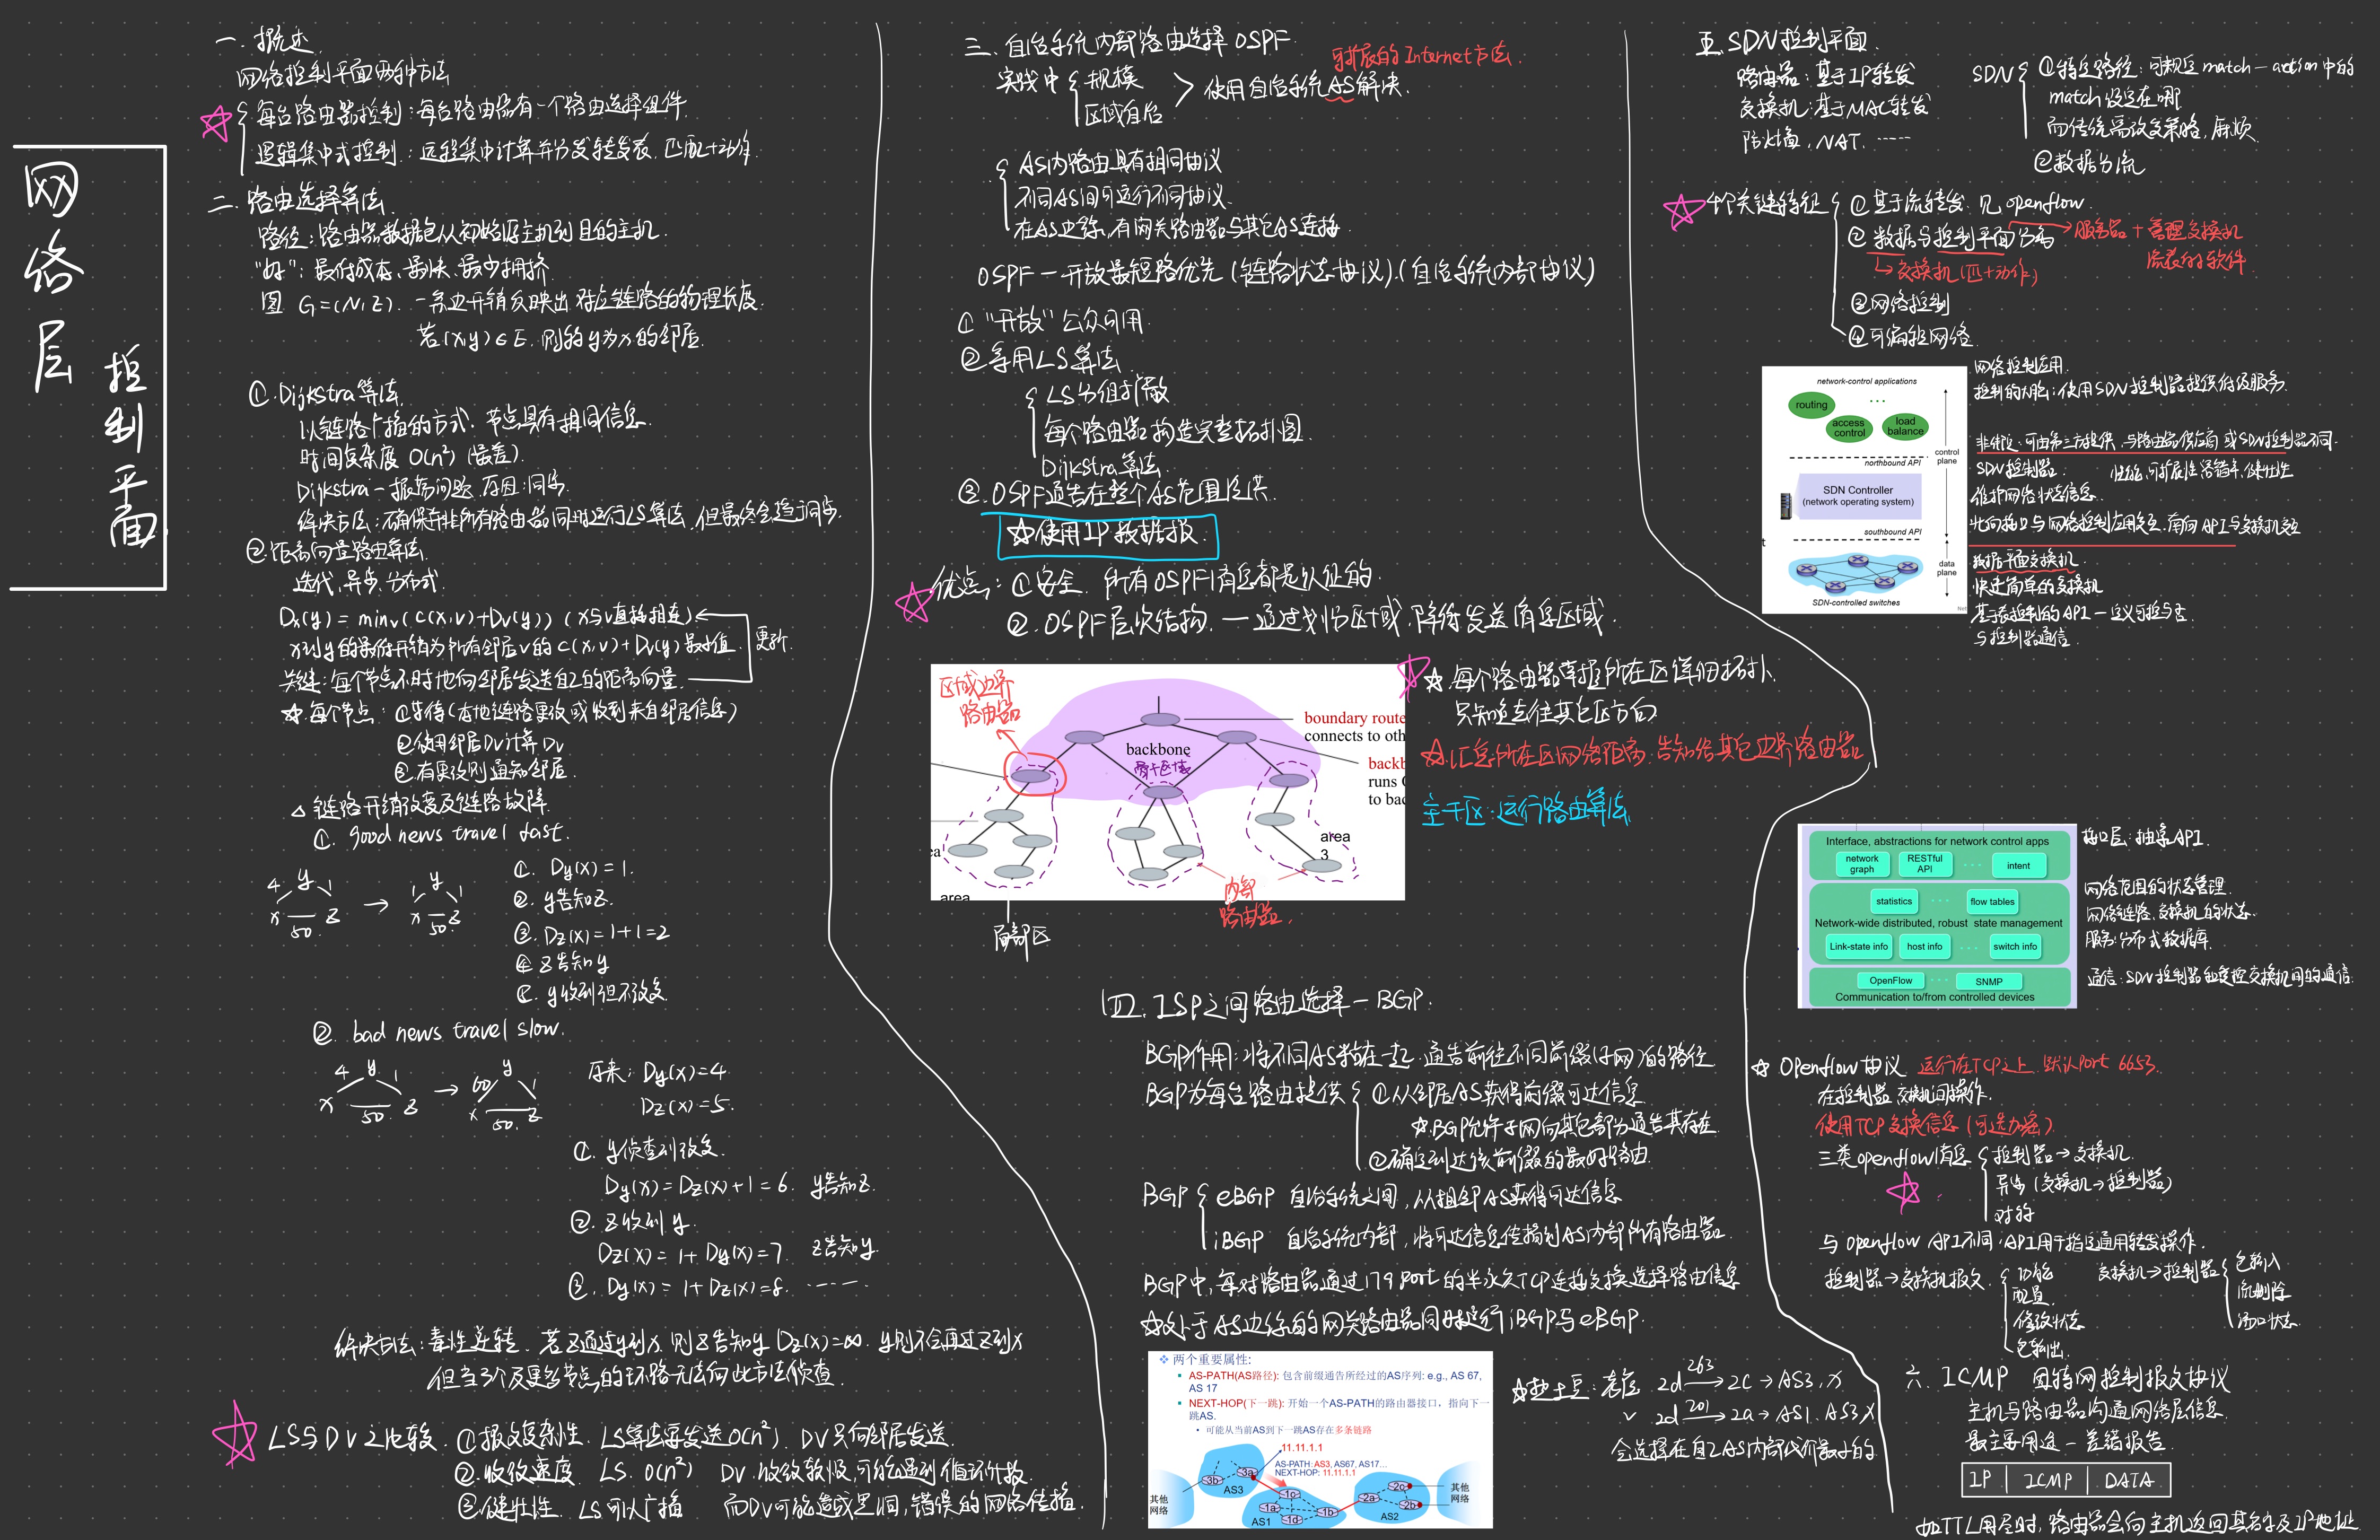 网络层 控制平面
一. 概述
网络控制平面两种方法
每台路由器控制:每台路由器有一个路由选择组件.
逻辑集中式控制:远程集中计算并分发转发表. 匹配+动作.
二. 路由选择算法
路径:路由器数据包从初始源主机到目的主机.
“好”:最低成本、最快、最少拥挤
图 G=(N,E). 一条边开销反映出对应链路的物理长度.
若(x,y)∈E. 则称y为x的邻居.
① Dijkstra算法.
以链路广播的方式. 节点具有相同信息.
时间复杂度 O(n²) (最差).
Dijkstra—振荡问题. 原因:同步.
解决方法:确保并非所有路由器同时运行LS算法. 但最终会趋于同步.
②距离向量路由算法.
迭代、异步、分布式
Dx(y) = minv(C(x,v)+Dv(y)) (x与v直接相连)
x到y的最低开销为所有邻居v的 C(x,v)+Dv(y)最小值. 更新.
关键:每个节点不时地向邻居发送自己的距离向量.
☆.每个节点: ①等待(本地链路更改或收到来自邻居信息)
②使用邻居Dv计算Dv
③.有更改则通知邻居.
△链路开销改变及链路故障.
①. good news travel fast.
4 y 1
x 50 z
→
1 y 1
x 50 z
①. Dy(x)=1.
②. y告知z.
③. Dz(x)=1+1=2
④ z告知y
⑤. y收到但不改变.
②. bad news travel slow.
4 y 1
x 50. z
→
60 y 1
x 50. z
原来: Dy(x)=4
Dz(x)=5.
①. y侦查到改变.
Dy(x)=Dz(x)+1=6. y告知z.
②. z收到y.
Dz(x)=1+Dy(x)=7. z告知y.
③. Dy(x)=1+Dz(x)=8. ······
解决方法:毒性逆转. 若z通过y到x. 则z告知y Dz(x)=∞. y则不会再过z到x
但当3个及更多节点的环路无法向此方法侦查.
LS与DV之比较. ①报文复杂性. LS算法要发送O(n²). DV只向邻居发送.
②.收敛速度. LS. O(n²) DV.收敛较慢,可能遇到循环计数.
③健壮性. LS可以广播 而DV可能造成黑洞,错误的网络传播.
三. 自治系统内部路由选择 OSPF.
可扩展的Internet方法.
实践中 规模 区域自治 > 使用自治系统AS解决.
AS内路由具有相同协议
不同AS间可运行不同协议.
在AS边缘,有网关路由器与其它AS连接.
OSPF—开放最短路优先(链路状态协议).(自治系统内部协议)
①“开放”公众可用.
②等用LS算法.
LS分组扩散
每个路由器构造完整拓扑图.
Dijkstra算法.
③.OSPF通告在整个AS范围泛洪.
☆使用IP数据报.
优点: ①安全. 所有OSPF消息都是认证的.
②.OSPF层次结构.—通过划分区域.降低发送消息区域.
区域边界路由器
boundary route
connects to oth
backbone
骨干区域
backb
runs
to bac
ea
area
area
3
内部路由器.
局部区
☆.每个路由器掌握所在区详细拓扑.
只知道去往其它区方向.
☆.汇总所在区网络距离.告知给其它边界路由器
主干区:运行路由算法
四. ISP之间路由选择—BGP.
BGP作用:将不同AS粘在一起.通告前往不同前缀(子网)的路径.
BGP为每台路由提供 ①从邻居AS获得前缀可达信息
☆.BGP允许子网向其它部分通告其存在.
②确定到达该前缀的最好路由.
BGP eBGP 自治系统之间,从相邻AS获得可达信息
iBGP 自治系统内部,将可达信息传播到AS内部所有路由器.
BGP中,每对路由器通过179 port的半永久TCP连接交换选择路由信息
☆处于AS边缘的网关路由器同时运行iBGP与eBGP.
两个重要属性:
AS-PATH(AS路径): 包含前缀通告所经过的AS序列: e.g., AS 67, AS 17
NEXT-HOP(下一跳): 开始一个AS-PATH的路由器接口，指向下一跳AS.
可能从当前AS到下一跳AS存在多条链路
11.11.1.1
AS-PATH: AS3, AS67, AS17...
NEXT-HOP: 11.11.1.1
3b 3a AS3
1c 1a 1b 1d AS1
2c 2a 2b AS2
其他网络
其他网络
☆热土豆:若应 2d 263→ 2c → AS3, X
√ 2d 201→ 2a → AS1. AS3 X
会选择在自己AS内部代价最小的.
五. SDN控制平面.
路由器:基于IP转发
交换机:基于MAC转发
防火墙, NAT. ······
SDN ①特定路径:可规定match—action中的
match设定在哪
而传统需改变策略,麻烦.
②数据分流
4个关键特征 ①基于流转发. 见openflow.
②数据与控制平面分离 → 服务器+管理交换机流表的软件.
↳交换机(匹+动作)
③网络控制
④可编程网络.
network-control applications
routing
access control
load balance
control plane
northbound API
SDN Controller
(network operating system)
southbound API
data plane
SDN-controlled switches
网络控制应用.
控制的大脑:使用SDN控制器提供低级服务.
非绑定:可由第三方提供,与路由器供应商或SDN控制器不同.
SDN控制器. 性能,可扩展性,容错率,健壮性
维护网络状态信息.
北向接口与网络控制应用交互.南向API与交换机交互
数据平面交换机.
快速简单的交换机
基于表控制的API—定义可控与否.
与控制器通信.
Interface, abstractions for network control apps
network graph
RESTful API
intent
statistics
flow tables
Network-wide distributed, robust state management
Link-state info
host info
switch info
OpenFlow
SNMP
Communication to/from controlled devices
接口层:抽象API.
网络范围的状态管理.
网络链路、交换机的状态.
服务:分布式数据库.
通信:SDN控制器和受控交换机间的通信.
☆ Openflow协议 运行在TCP之上. 默认Port 6653.
在控制器 交换机间操作.
使用TCP交换信息(可选加密)
三类openflow信息 控制器→交换机.
异步(交换机→控制器)
对称
与openflow API不同:API用于指定通用转发操作.
控制器→交换机报文. 功能 配置. 修改状态 包输出.
交换机→控制器 包输入 流删除 端口状态.
六. ICMP 因特网控制报文协议
主机与路由器沟通网络层信息.
最主要用途—差错报告.
IP | ICMP | DATA
如TTL用尽时,路由器会向主机返回其名字及IP地址